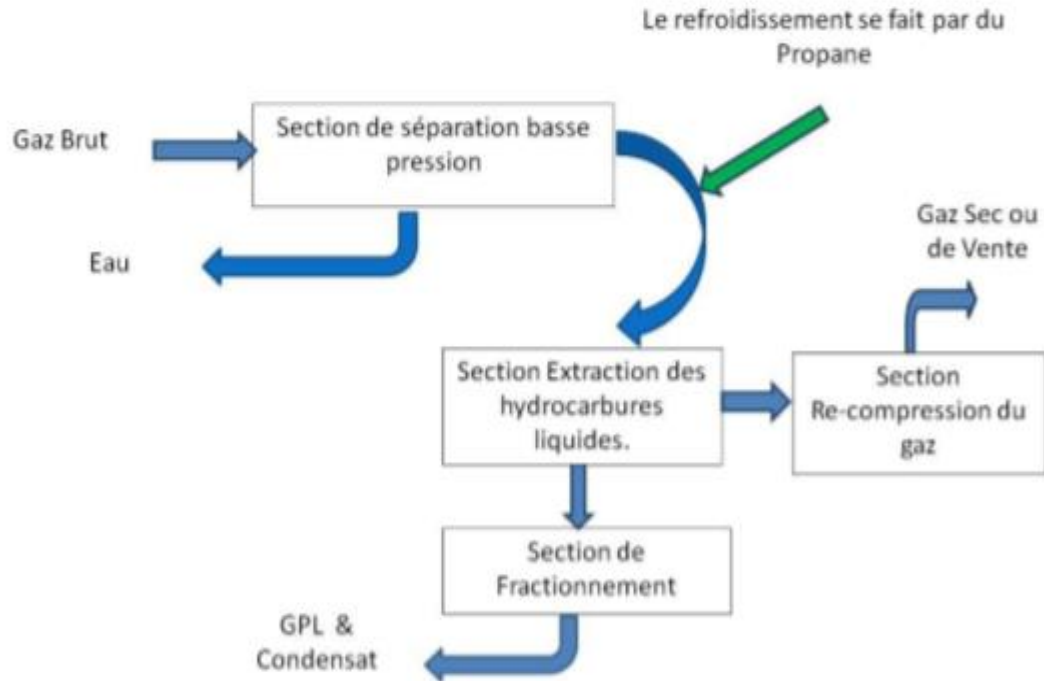 Le refroidissement se fait par du
Propane
Gaz Brut
Section de séparation basse
pression
Eau
Gaz Sec ou
de Vente
Section Extraction des
hydrocarbures
liquides.
Section
Re-compression du
gaz
Section de
Fractionnement
GPL &
Condensat